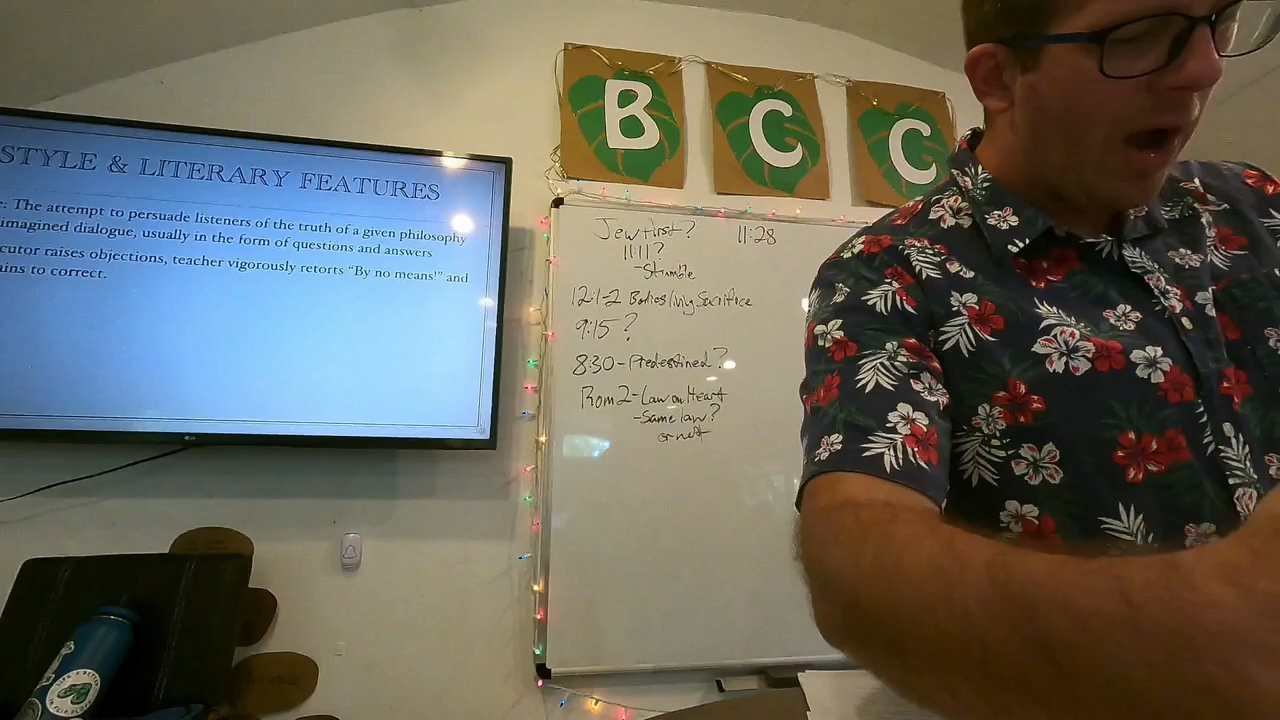 STYLE & LITERARY FEATURES
: The attempt to persuade listeners of the truth of a given philosophy
imagined dialogue, usually in the form of questions and answers
cutor raises objections, teacher vigorously retorts “By no means!” and
ins to correct.
B C C
Jew first? 11:28
11:11?
-Stumble
12:1-2 Bodies living Sacrifice
9:15?
8:30-Predestined?
Rom 2-Law on Heart
-Same law?
or not